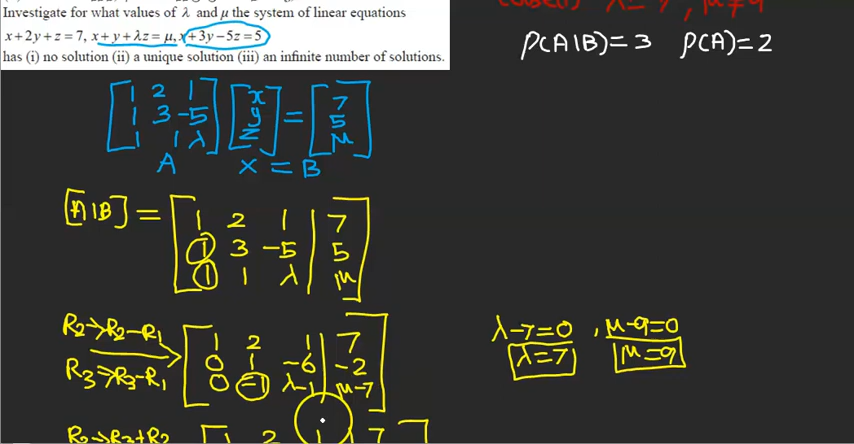 Investigate for what values of λ and μ the system of linear equations
x+2y+z=7, x+y+λz=μ, x+3y−5z=5
has (i) no solution (ii) a unique solution (iii) an infinite number of solutions.
λ=7, μ≠9
ρ(A|B)=3 ρ(A)=2
[1 2 1] [x] = [7]
[1 3 -5] [y] [5]
[1 1 λ] [z] [μ]
A X = B
[A|B] = [1 2 1 | 7]
[1 3 -5 | 5]
[1 1 λ | μ]
R2→R2-R1 [1 2 1 | 7]
[0 1 -6 | -2]
R3→R3-R1 [0 -1 λ-1 | μ-7]
λ-7=0, μ-9=0
λ=7 μ=9
R3→R3+R2 [1 2 1 | 7]